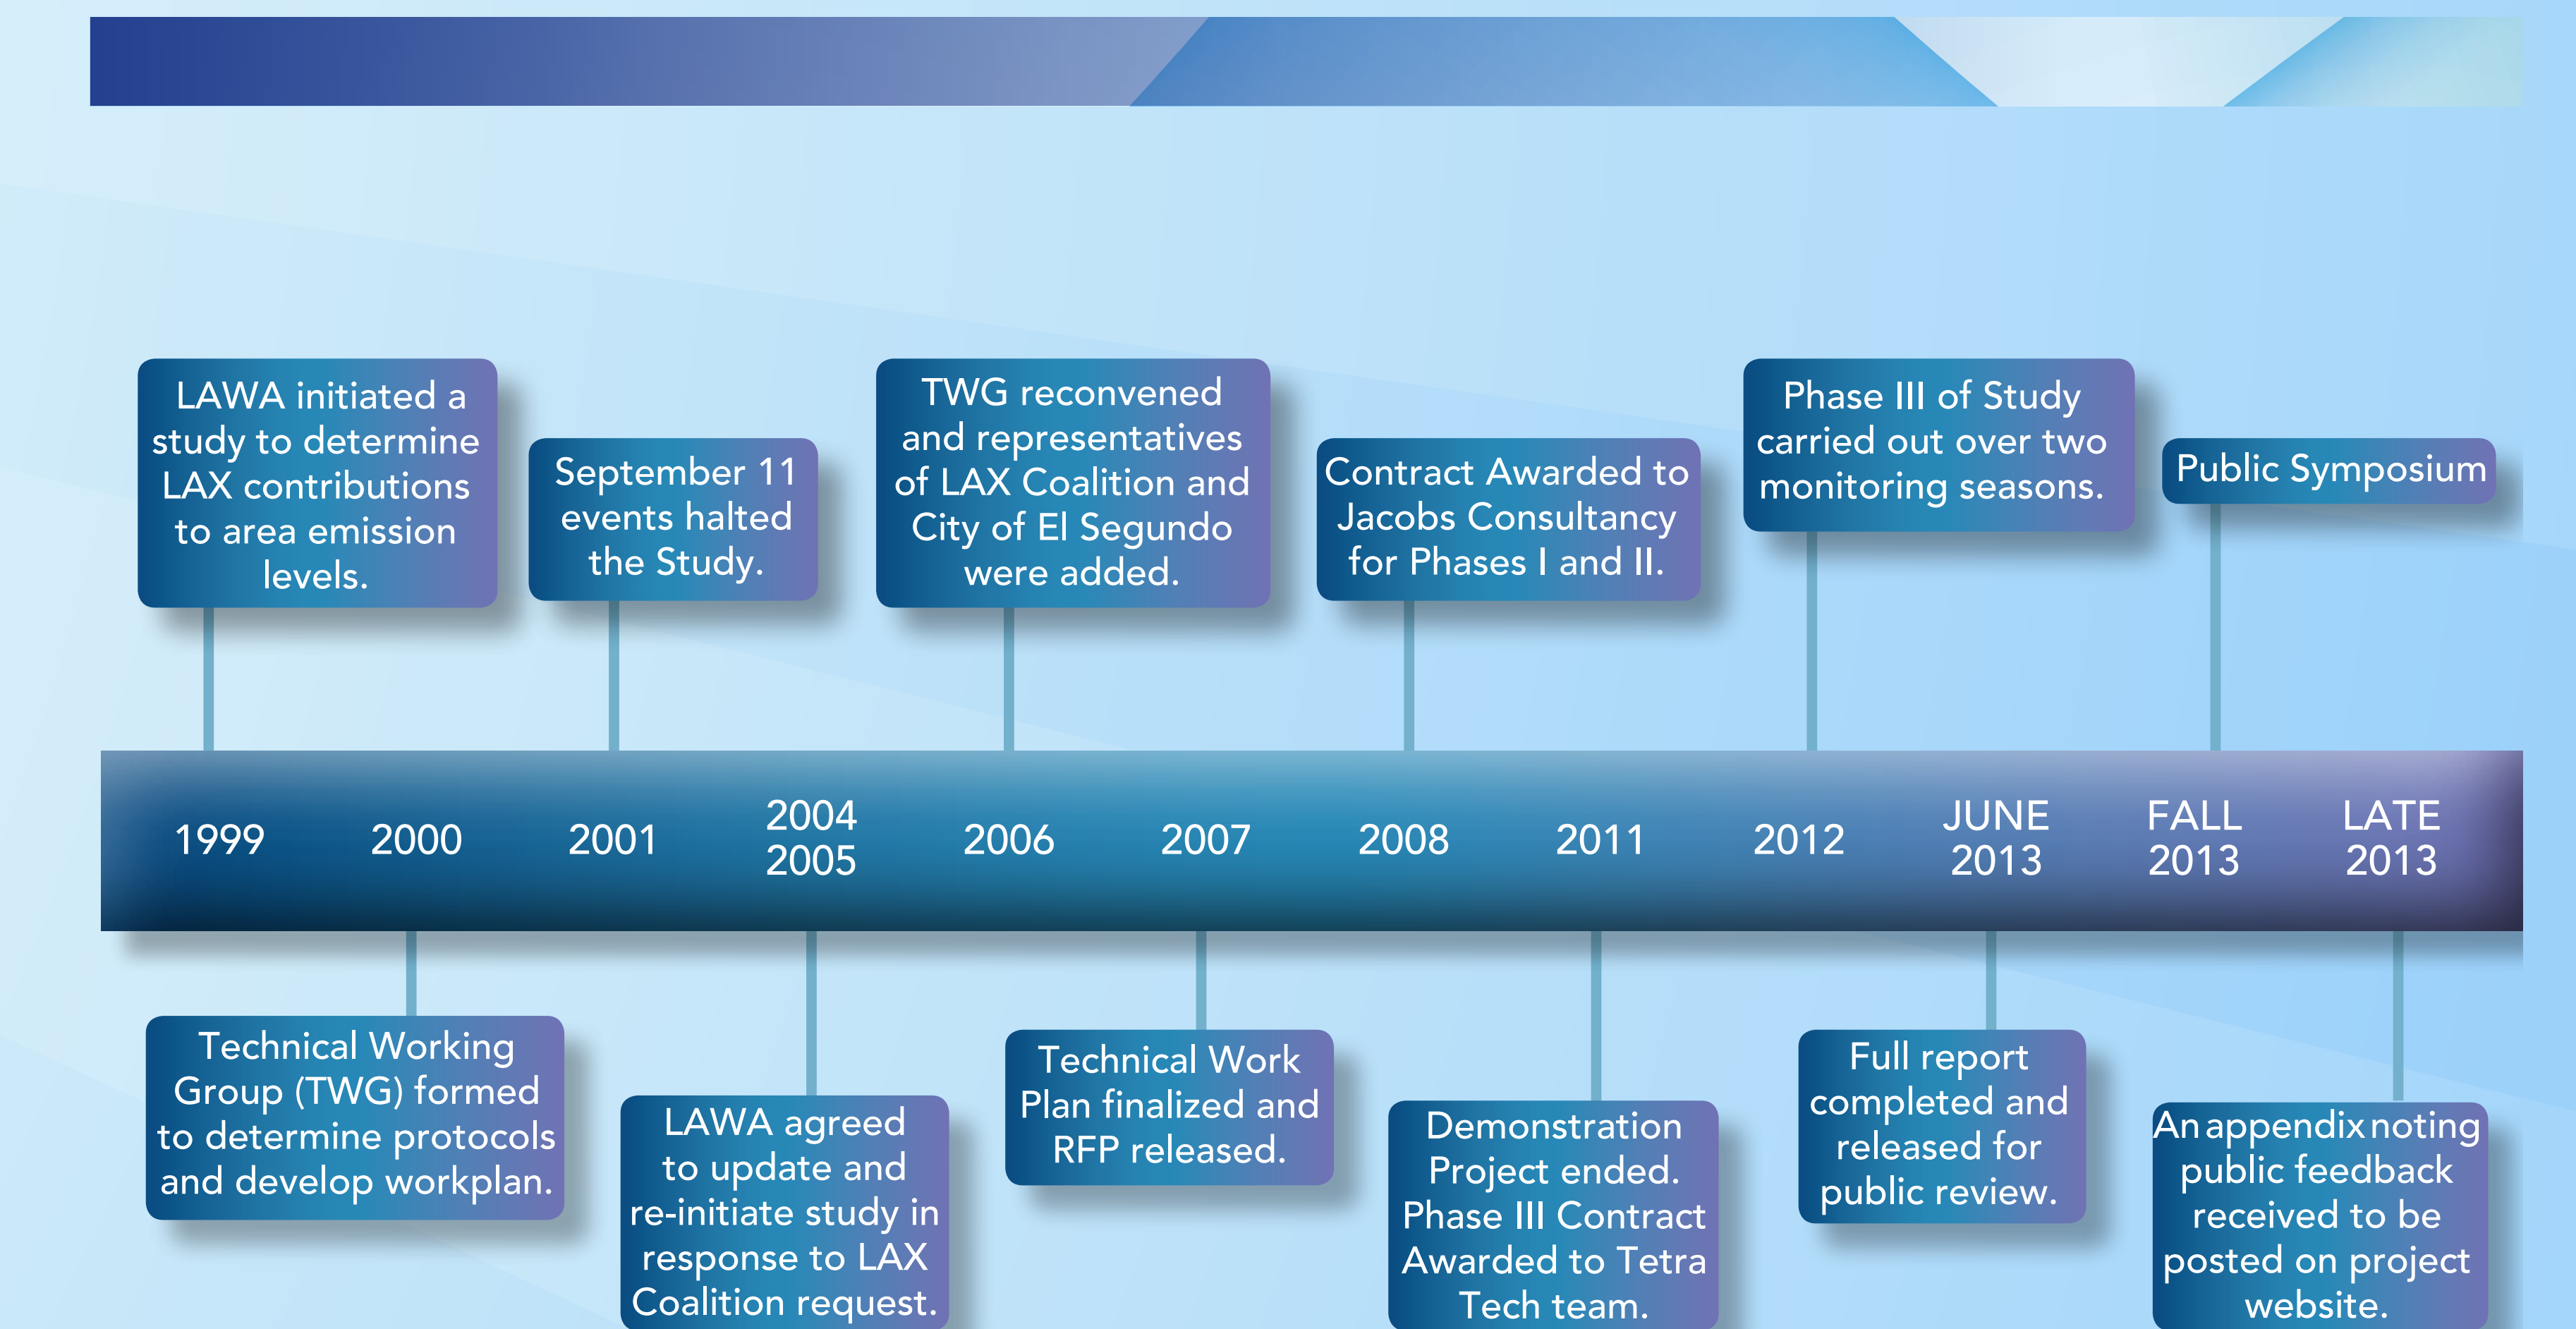 LAWA initiated a
study to determine
LAX contributions
to area emission
levels.
September 11
events halted
the Study.
TWG reconvened
and representatives
of LAX Coalition and
City of El Segundo
were added.
Contract Awarded to
Jacobs Consultancy
for Phases I and II.
Phase III of Study
carried out over two
monitoring seasons.
Public Symposium
1999
2000
2001
2004
2005
2006
2007
2008
2011
2012
JUNE
2013
FALL
2013
LATE
2013
Technical Working
Group (TWG) formed
to determine protocols
and develop workplan.
LAWA agreed
to update and
re-initiate study in
response to LAX
Coalition request.
Technical Work
Plan finalized and
RFP released.
Demonstration
Project ended.
Phase III Contract
Awarded to Tetra
Tech team.
Full report
completed and
released for
public review.
An appendix noting
public feedback
received to be
posted on project
website.